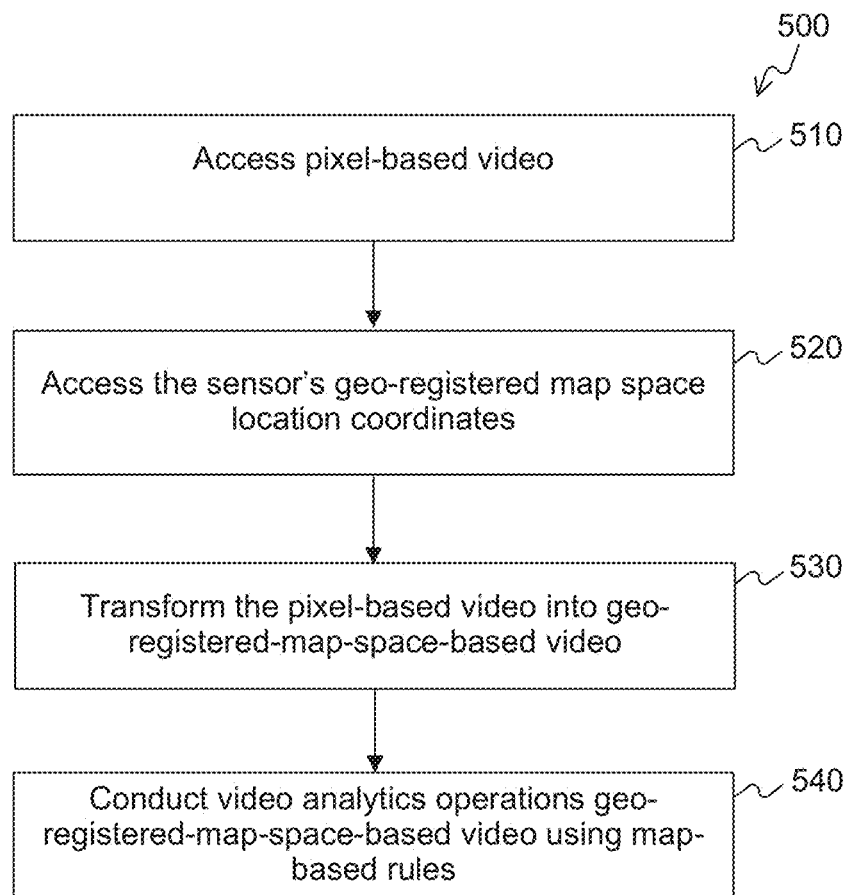 500
Access pixel-based video
510
Access the sensor's geo-registered map space
location coordinates
520
Transform the pixel-based video into geo-
registered-map-space-based video
530
Conduct video analytics operations geo-
registered-map-space-based video using map-
based rules
540